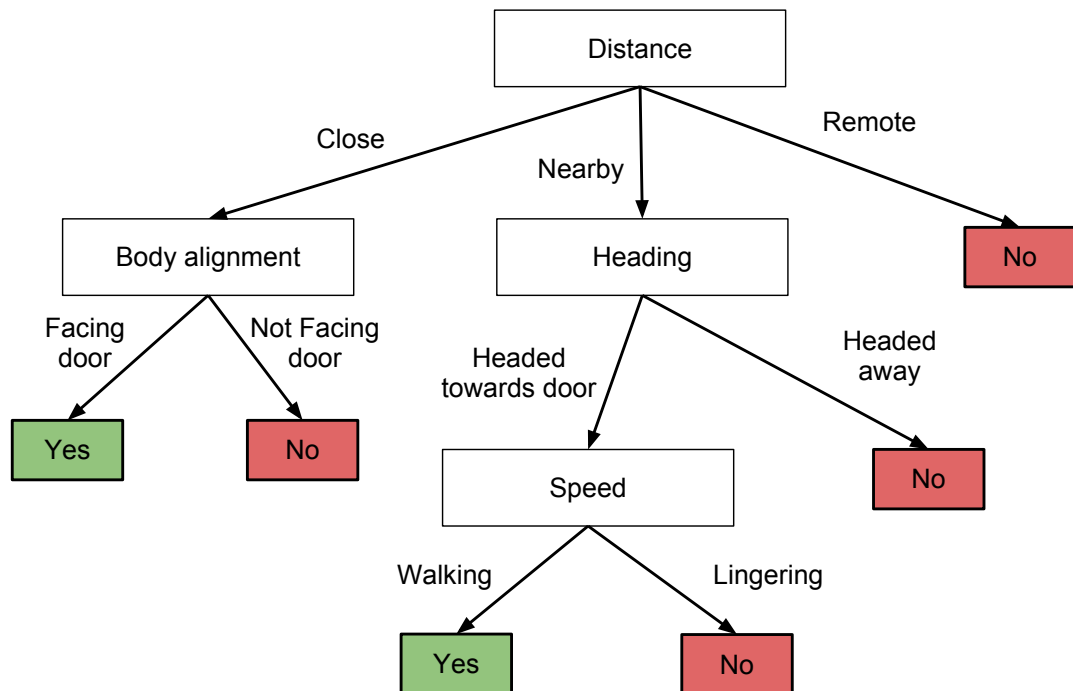 Distance
Close
Nearby
Remote
Body alignment
Heading
No
Facing
door
Not Facing
door
Headed
towards door
Headed
away
Yes
No
Speed
No
Walking
Lingering
Yes
No